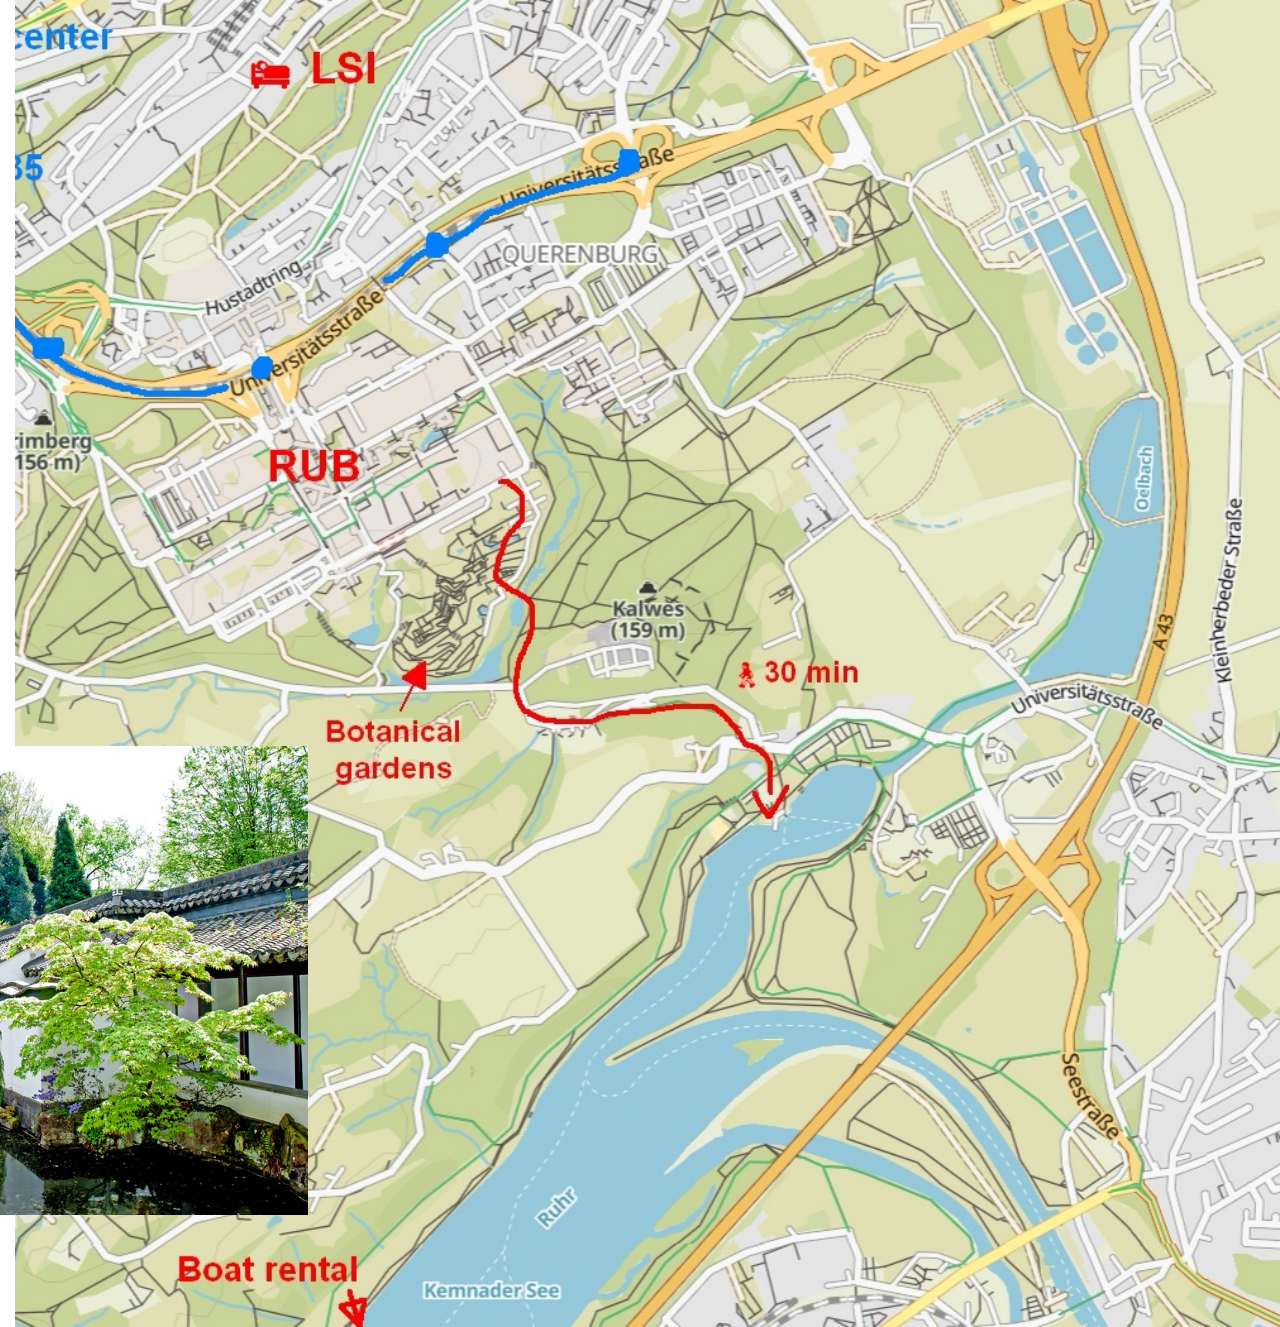 center
LSI
35
Universitätsstraße
QUERENBURG
Hustadtring
Universitätsstraße
rimberg
156 m)
RUB
Oelbach
Kleinherbeder Straße
Kalwes
(159 m)
A 43
30 min
Universitätsstraße
Botanical
gardens
Seestraße
Ruhr
Boat rental
Kemnader See